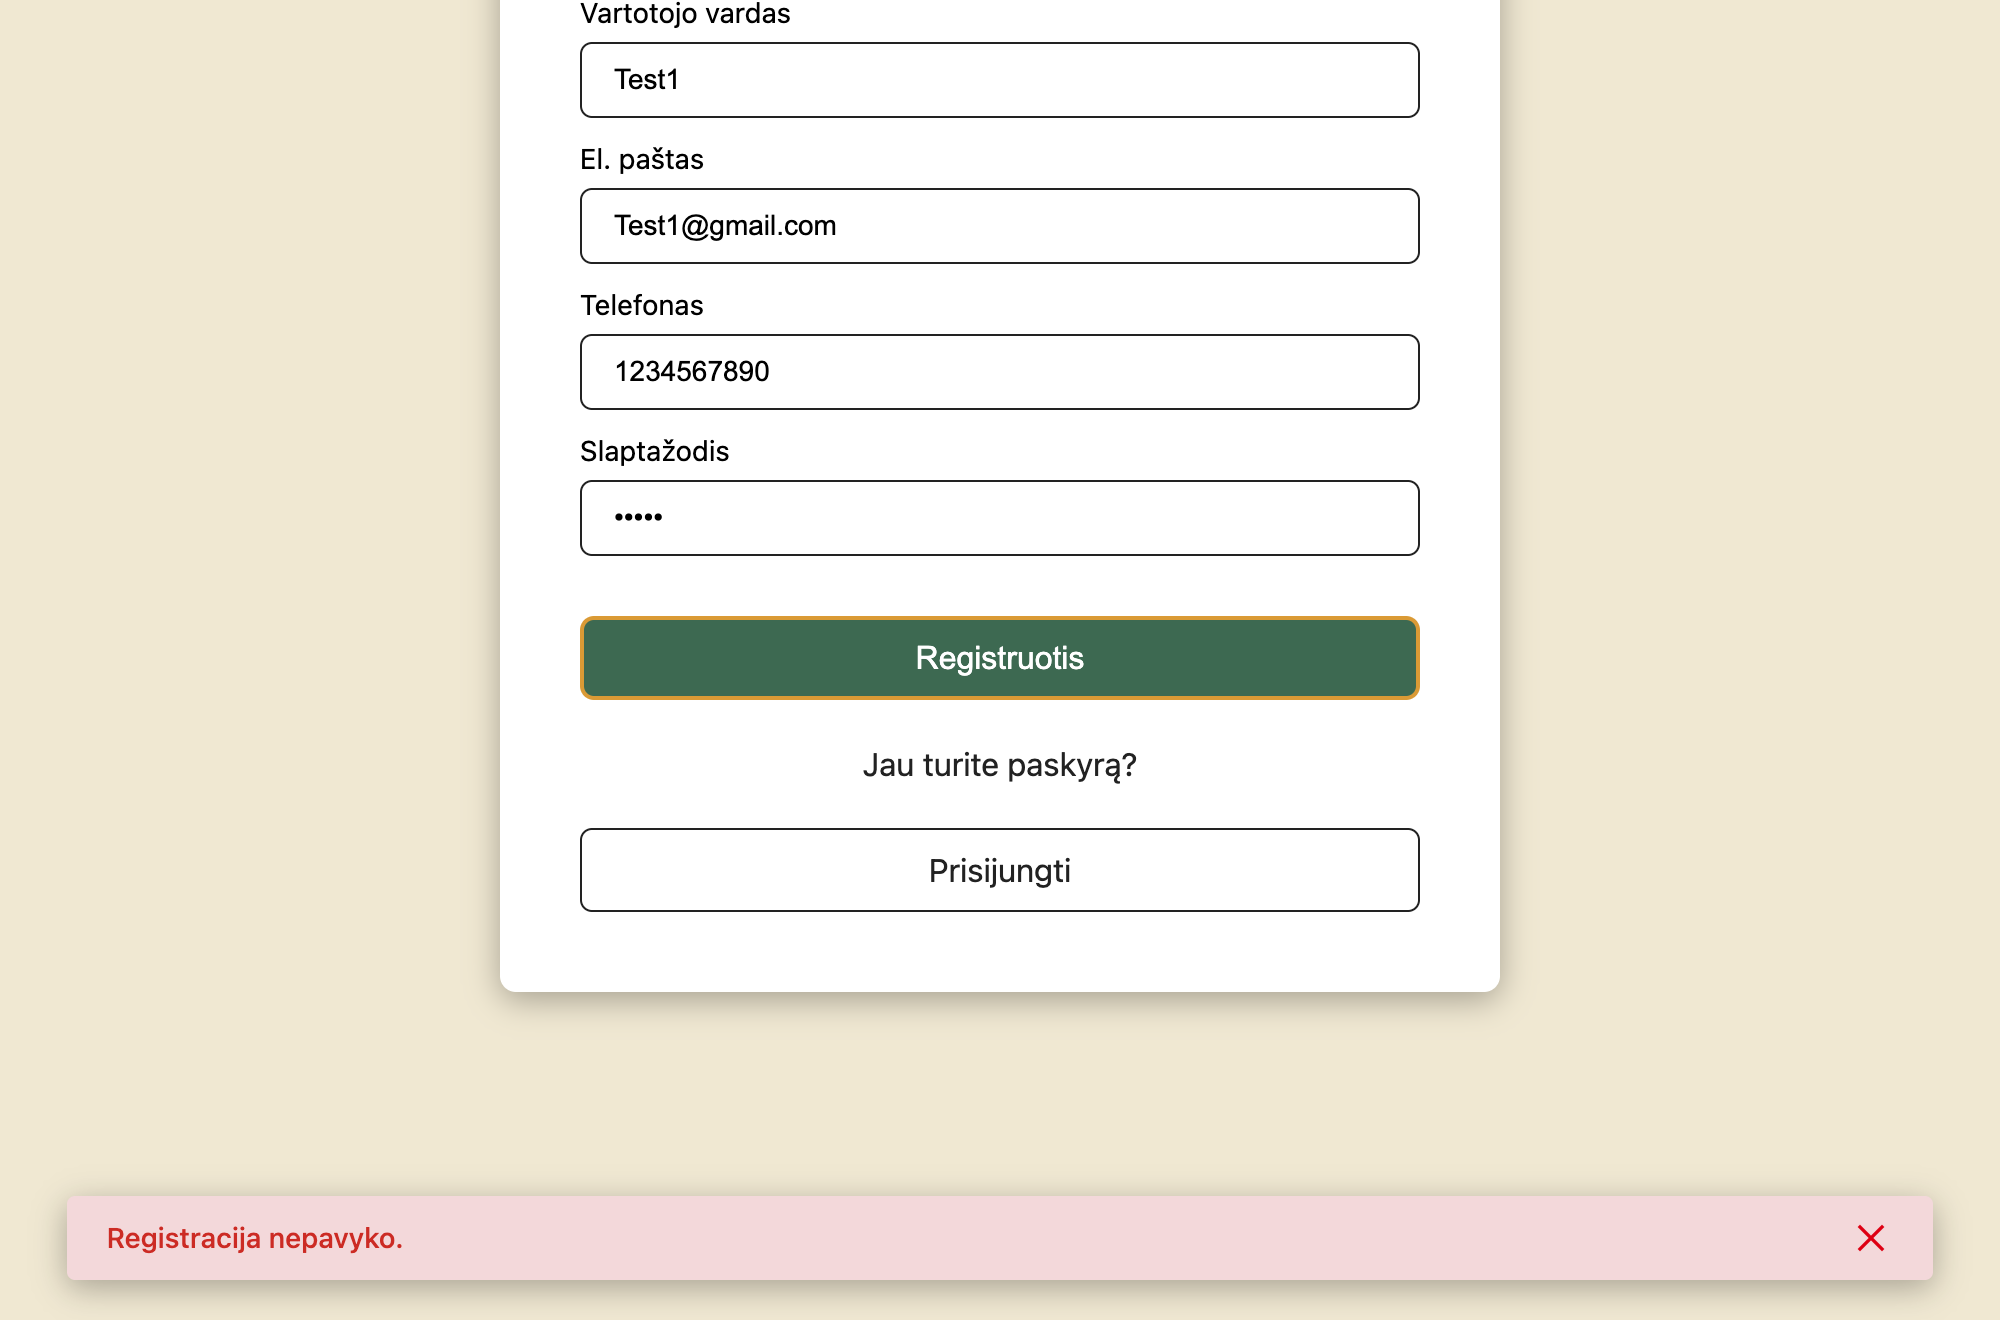 Vartotojo vardas
Test1
El. paštas
Test1@gmail.com
Telefonas
1234567890
Slaptažodis
•••••
Registruotis
Jau turite paskyrą?
Prisijungti
Registracija nepavyko.